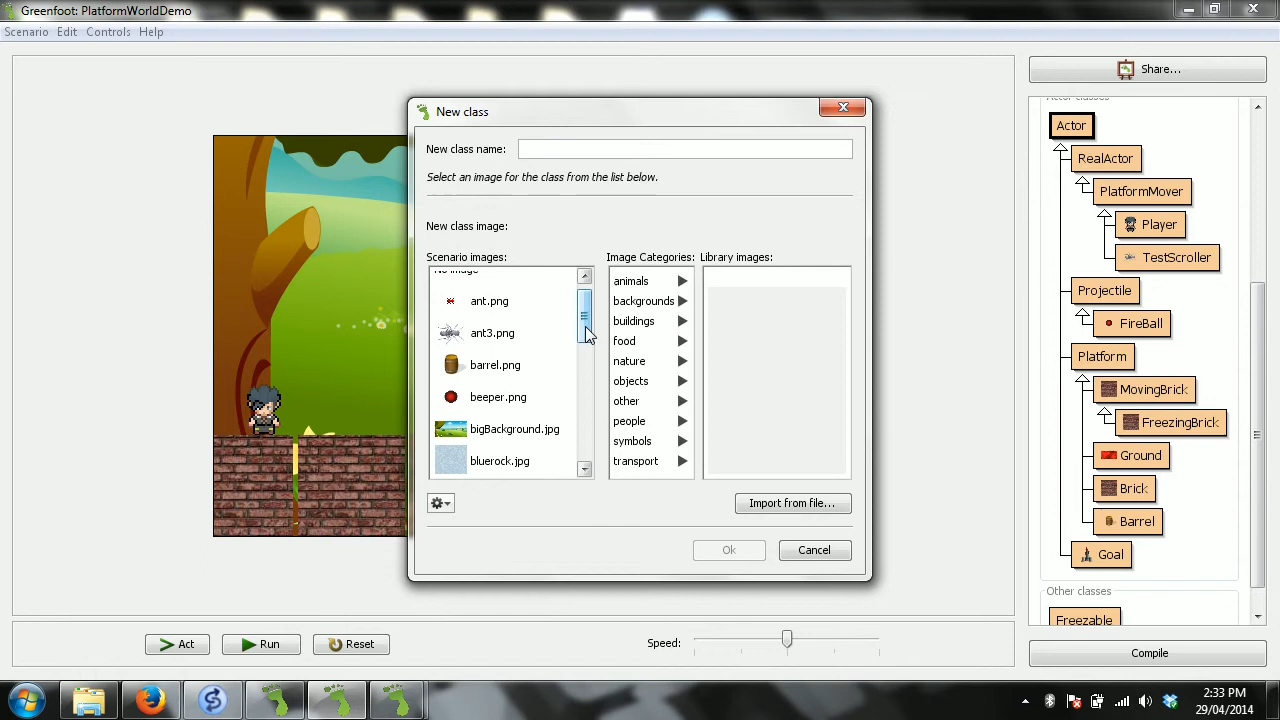 Greenfoot: PlatformWorldDemo
Scenario Edit Controls Help
Share...
Actor classes
Actor
RealActor
PlatformMover
Player
TestScroller
Projectile
FireBall
Platform
MovingBrick
FreezingBrick
Ground
Brick
Barrel
Goal
Other classes
Freezable
Compile
New class
New class name:
Select an image for the class from the list below.
New class image:
Scenario images:
No image
ant.png
ant3.png
barrel.png
beeper.png
bigBackground.jpg
bluerock.jpg
Image Categories:
animals
backgrounds
buildings
food
nature
objects
other
people
symbols
transport
Library images:
Import from file...
Ok
Cancel
Act
Run
Reset
Speed:
2:33 PM
29/04/2014